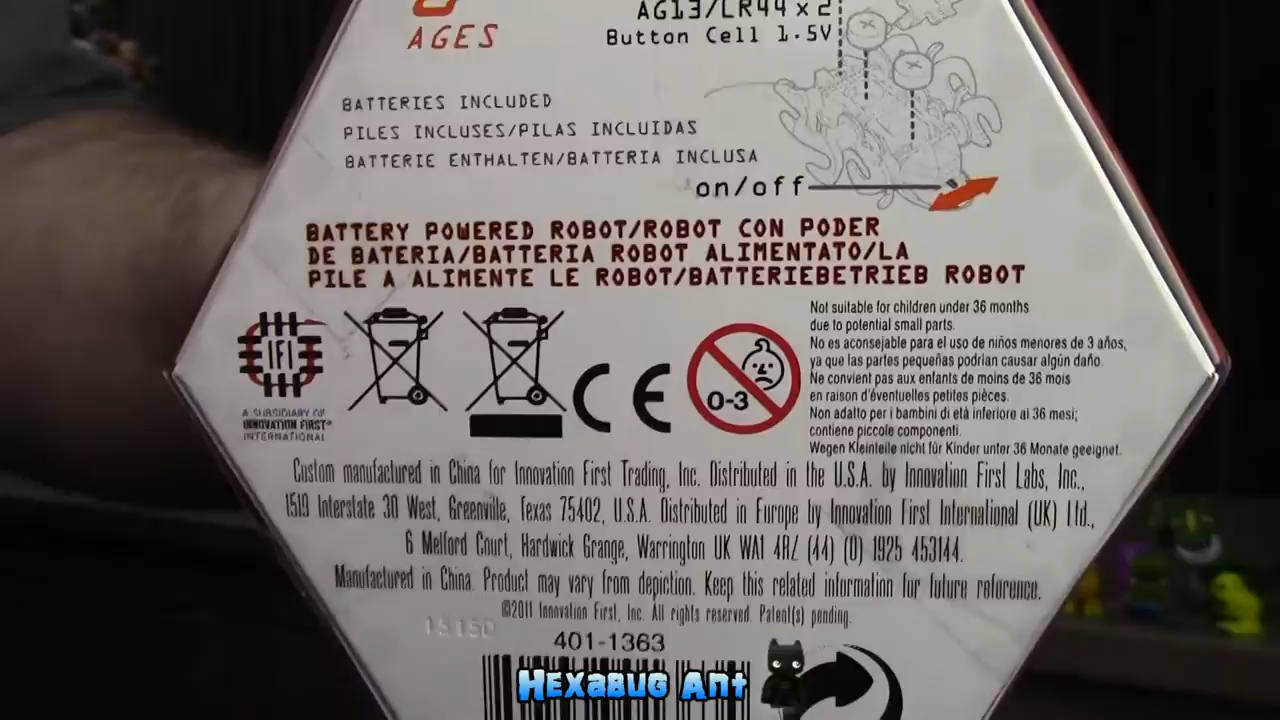 AG13/LR44 x 2
AGES
Button Cell 1.5V
BATTERIES INCLUDED
PILES INCLUSES/PILAS INCLUIDAS
BATTERIE ENTHALTEN/BATTERIA INCLUSA
on/off
BATTERY POWERED ROBOT/ROBOT CON PODER
DE BATERIA/BATTERIA ROBOT ALIMENTATO/LA
PILE A ALIMENTE LE ROBOT/BATTERIEBETRIEB ROBOT
IFI
A SUBSIDIARY OF
INNOVATION FIRST®
INTERNATIONAL
CE
0-3
Not suitable for children under 36 months
due to potential small parts.
No es aconsejable para el uso de niños menores de 3 años,
ya que las partes pequeñas podrían causar algún daño.
Ne convient pas aux enfants de moins de 36 mois
en raison d'éventuelles petites pièces.
Non adatto per i bambini di età inferiore ai 36 mesi;
contiene piccole componenti.
Wegen Kleinteile nicht für Kinder unter 36 Monate geeignet.
Custom manufactured in China for Innovation First Trading, Inc. Distributed in the U.S.A. by Innovation First Labs, Inc.,
1519 Interstate 30 West, Greenville, Texas 75402, U.S.A. Distributed in Europe by Innovation First International (UK) Ltd.,
6 Melford Court, Hardwick Grange, Warrington UK WA1 4RZ (44) (0) 1925 453144.
Manufactured in China. Product may vary from depiction. Keep this related information for future reference.
©2011 Innovation First, Inc. All rights reserved. Patent(s) pending.
15150
401-1363
Hexabug Ant